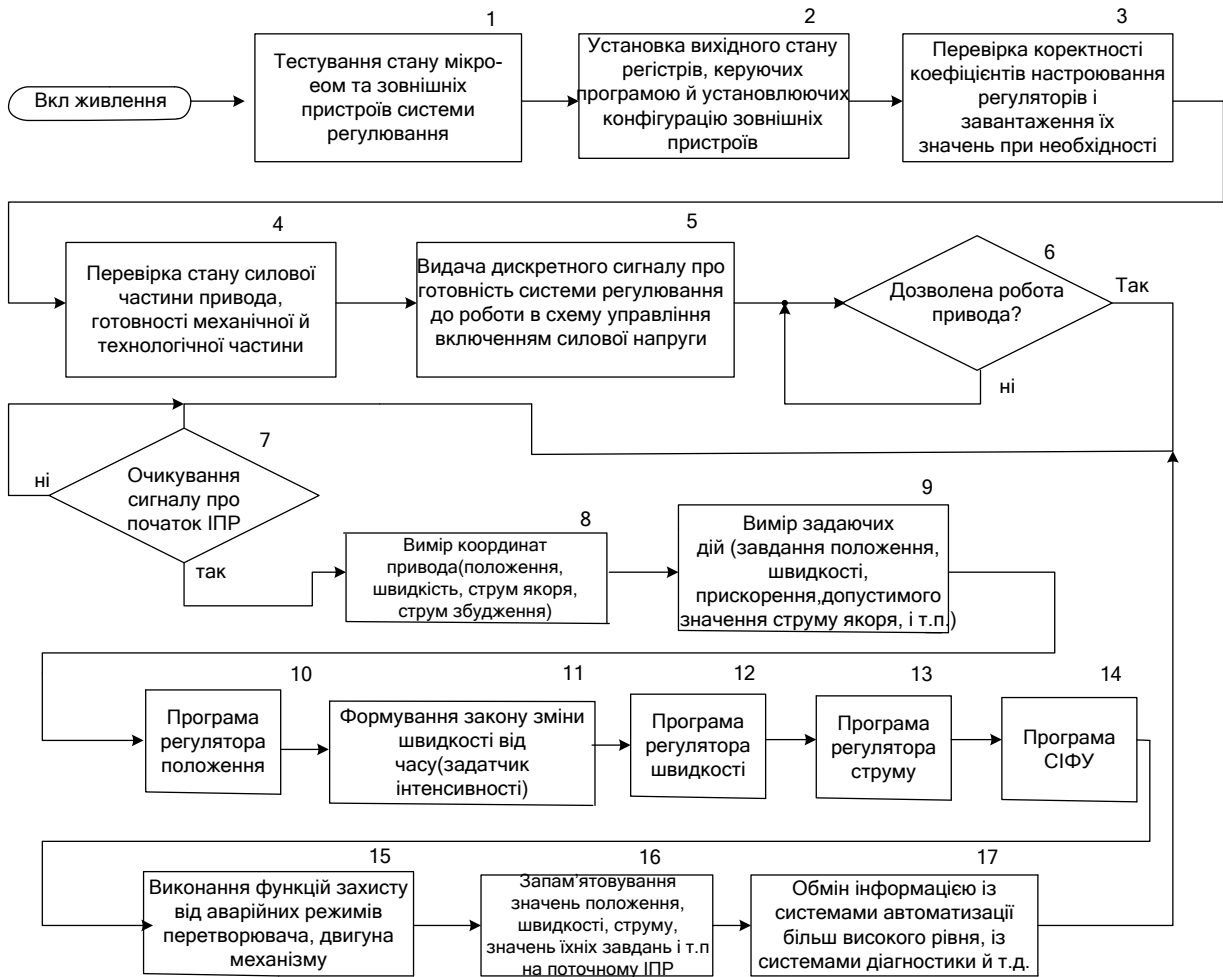 Вкл живлення
1
Тестування стану мікро-
еом та зовнішніх
пристроїв системи
регулювання
2
Установка вихідного стану
регістрів, керуючих
програмою й установлюючих
конфігурацію зовнішніх
пристроїв
3
Перевірка коректності
коефіцієнтів настроювання
регуляторів і
завантаження їх
значень при необхідності
4
Перевірка стану силової
частини привода,
готовності механічної й
технологічної частини
5
Видача дискретного сигналу про
готовність системи регулювання
до роботи в схему управління
включенням силової напруги
6
Дозволена робота
привода?
Так
ні
7
Очикування
сигналу про
початок ІПР
ні
так
8
Вимір координат
привода(положення,
швидкість, струм якоря,
струм збудження)
9
Вимір задаючих
дій (завдання положення,
швидкості,
прискорення,допустимого
значення струму якоря, і т.п.)
10
Програма
регулятора
положення
11
Формування закону зміни
швидкості від
часу(задатчик
інтенсивності)
12
Програма
регулятора
швидкості
13
Програма
регулятора
струму
14
Програма
СІФУ
15
Виконання функцій захисту
від аварійних режимів
перетворювача, двигуна
механізму
16
Запам’ятовування
значень положення,
швидкості, струму,
значень їхніх завдань і т.п
на поточному ІПР
17
Обмін інформацією із
системами автоматизації
більш високого рівня, із
системами діагностики й т.д.